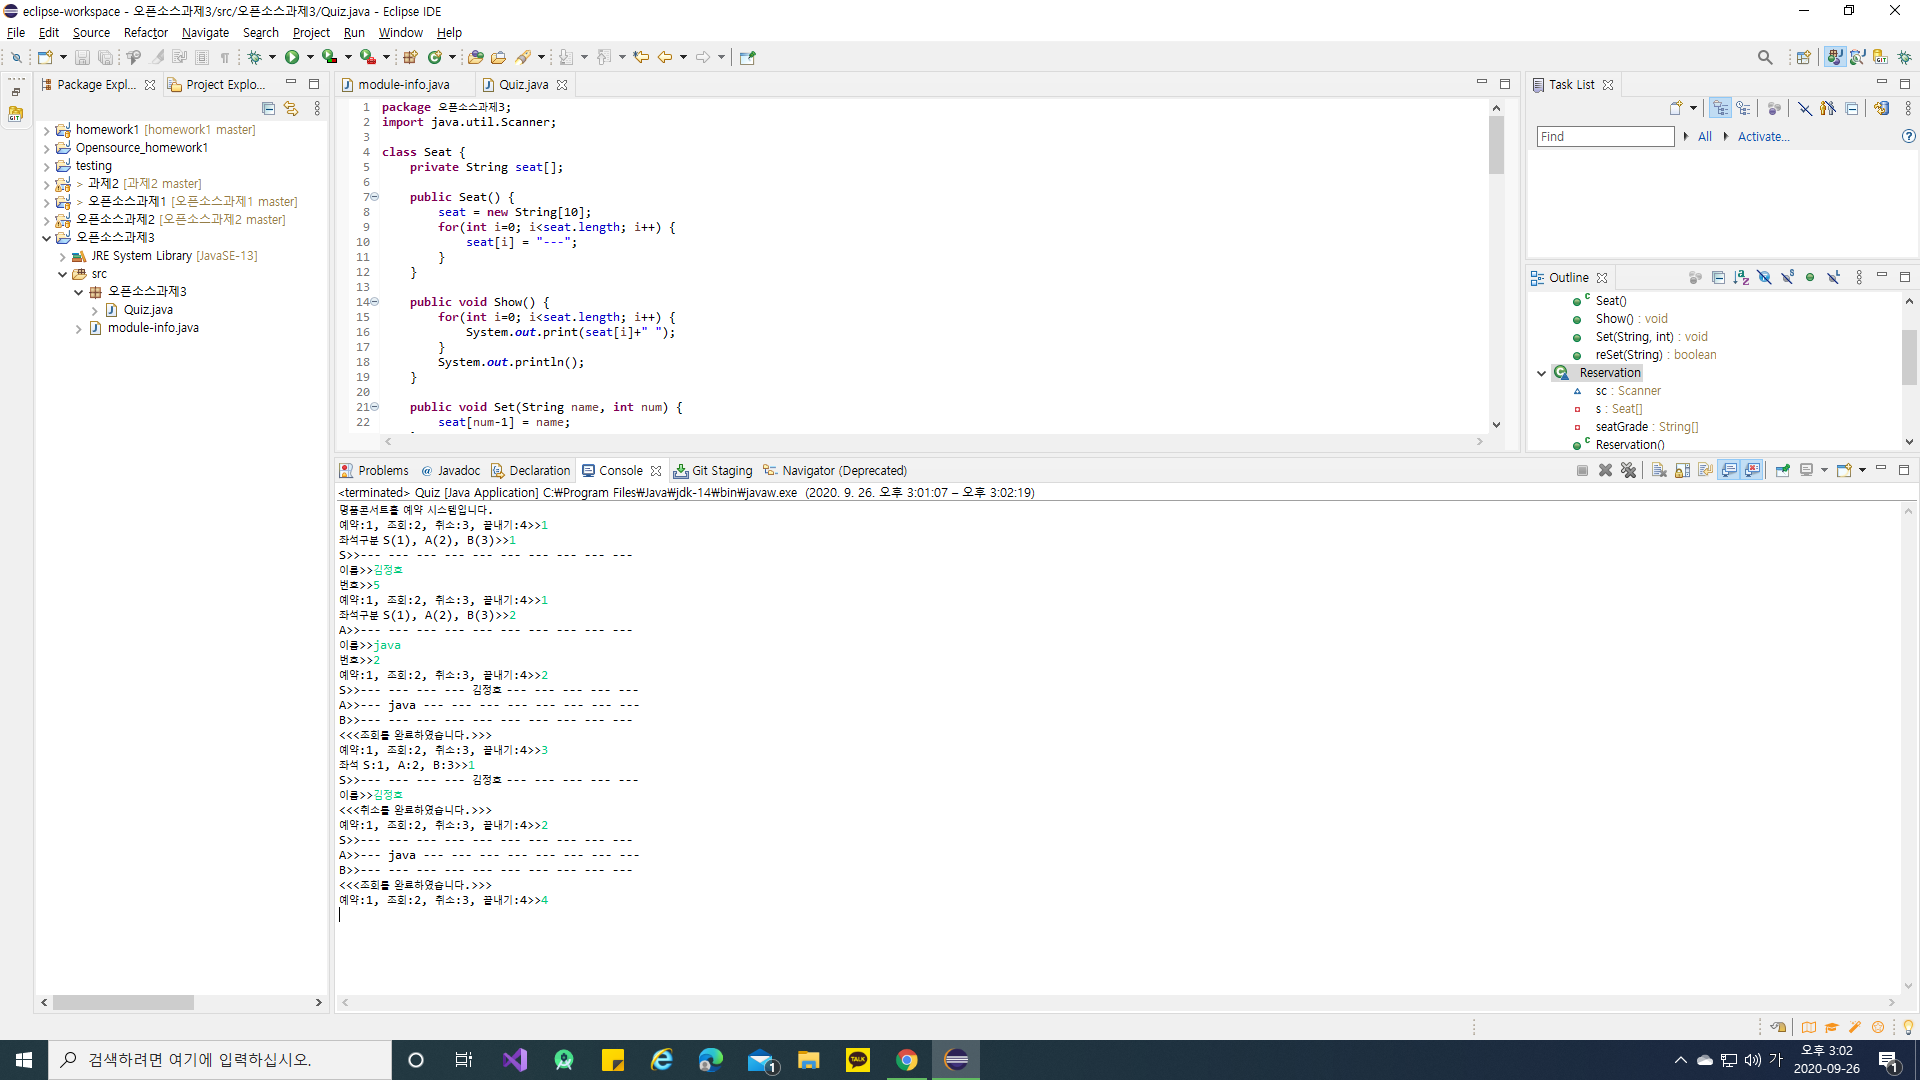 eclipse-workspace - 오픈소스과제3/src/오픈소스과제3/Quiz.java - Eclipse IDE
File Edit Source Refactor Navigate Search Project Run Window Help
Package Expl...
Project Explo...
homework1 [homework1 master]
Opensource_homework1
testing
> 과제2 [과제2 master]
> 오픈소스과제1 [오픈소스과제1 master]
오픈소스과제2 [오픈소스과제2 master]
오픈소스과제3
JRE System Library [JavaSE-13]
src
오픈소스과제3
Quiz.java
module-info.java
module-info.java
Quiz.java
1 package 오픈소스과제3;
2 import java.util.Scanner;
3
4 class Seat {
5 private String seat[];
6
7 public Seat() {
8 seat = new String[10];
9 for(int i=0; i<seat.length; i++) {
10 seat[i] = "---";
11 }
12 }
13
14 public void Show() {
15 for(int i=0; i<seat.length; i++) {
16 System.out.print(seat[i]+" ");
17 }
18 System.out.println();
19 }
20
21 public void Set(String name, int num) {
22 seat[num-1] = name;
Task List
Find
All
Activate...
Outline
Seat()
Show() : void
Set(String, int) : void
reSet(String) : boolean
Reservation
sc : Scanner
s : Seat[]
seatGrade : String[]
Reservation()
Problems
@ Javadoc
Declaration
Console
Git Staging
Navigator (Deprecated)
<terminated> Quiz [Java Application] C:₩Program Files₩Java₩jdk-14₩bin₩javaw.exe (2020. 9. 26. 오후 3:01:07 – 오후 3:02:19)
명품콘서트홀 예약 시스템입니다.
예약:1, 조회:2, 취소:3, 끝내기:4>>1
좌석구분 S(1), A(2), B(3)>>1
S>>--- --- --- --- --- --- --- --- --- ---
이름>>김정호
번호>>5
예약:1, 조회:2, 취소:3, 끝내기:4>>1
좌석구분 S(1), A(2), B(3)>>2
A>>--- --- --- --- --- --- --- --- --- ---
이름>>java
번호>>2
예약:1, 조회:2, 취소:3, 끝내기:4>>2
S>>--- --- --- --- 김정호 --- --- --- --- ---
A>>--- java --- --- --- --- --- --- --- ---
B>>--- --- --- --- --- --- --- --- --- ---
<<<조회를 완료하였습니다.>>>
예약:1, 조회:2, 취소:3, 끝내기:4>>3
좌석 S:1, A:2, B:3>>1
S>>--- --- --- --- 김정호 --- --- --- --- ---
이름>>김정호
<<<취소를 완료하였습니다.>>>
예약:1, 조회:2, 취소:3, 끝내기:4>>2
S>>--- --- --- --- --- --- --- --- --- ---
A>>--- java --- --- --- --- --- --- --- ---
B>>--- --- --- --- --- --- --- --- --- ---
<<<조회를 완료하였습니다.>>>
예약:1, 조회:2, 취소:3, 끝내기:4>>4
검색하려면 여기에 입력하십시오.
TALK
1
가
오후 3:02
2020-09-26
1